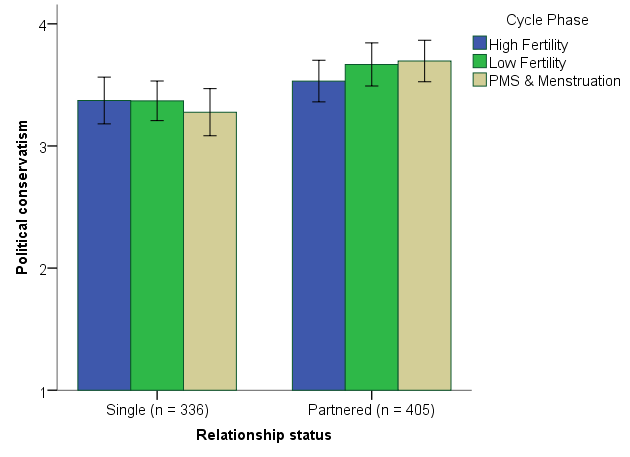 Cycle Phase
High Fertility
Low Fertility
PMS & Menstruation
Political conservatism
4
3
2
1
Single (n = 336)
Partnered (n = 405)
Relationship status